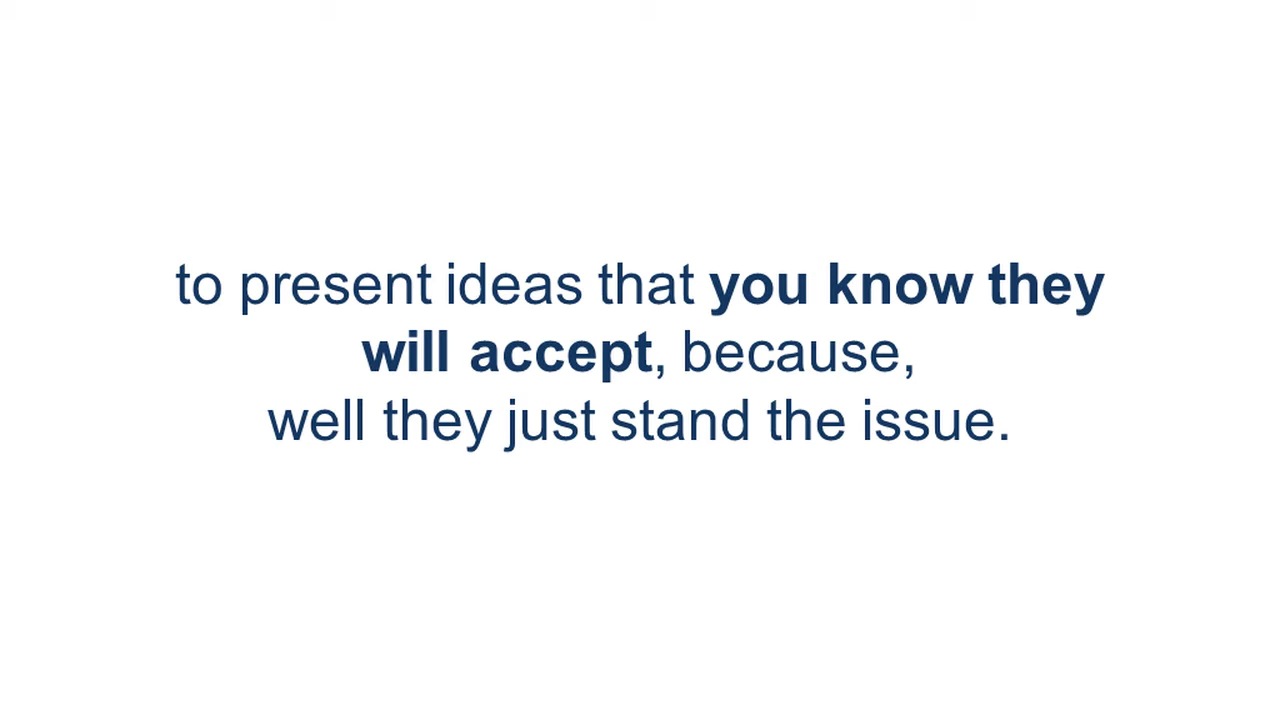 to present ideas that you know they
will accept, because,
well they just stand the issue.